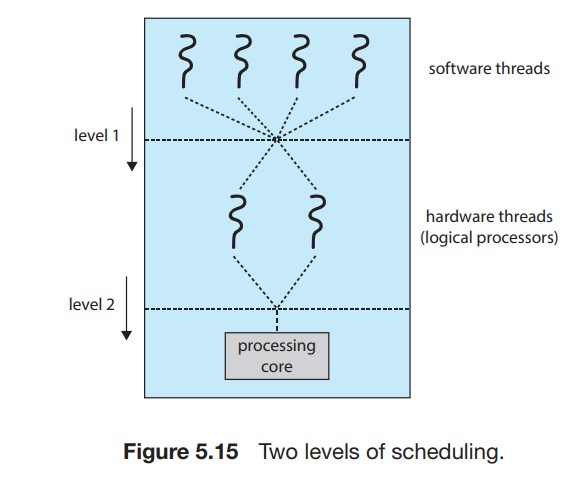 software threads
level 1
hardware threads
(logical processors)
level 2
processing
core
Figure 5.15 Two levels of scheduling.